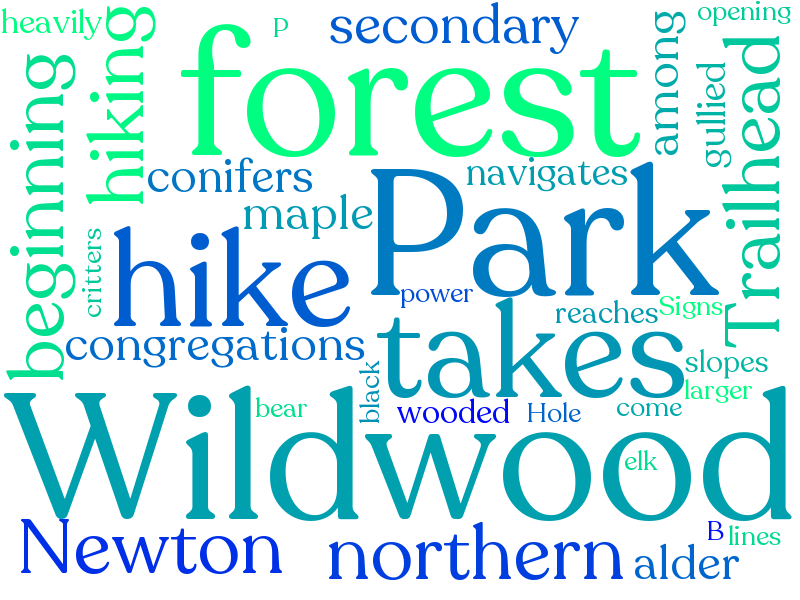 heavily
P
secondary
opening
beginning
hiking
forest
among
gullied
Trailhead
conifers
navigates
maple
Park
critters
hike
power
reaches
Signs
congregations
takes
slopes
black
larger
Wildwood
bear
wooded
Hole
come
elk
Newton
northern
alder
B
lines